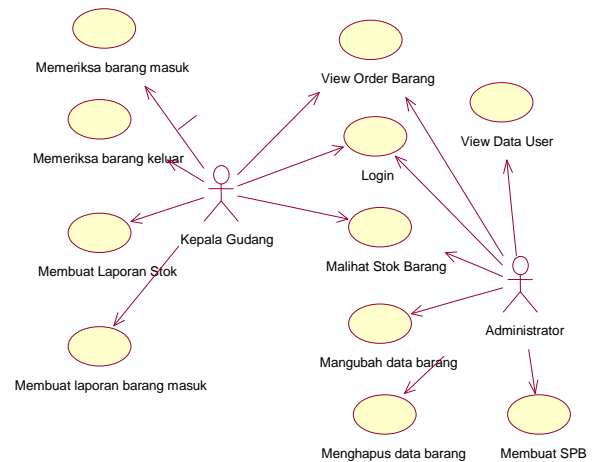 Memeriksa barang masuk
View Order Barang
View Data User
Memeriksa barang keluar
Login
Kepala Gudang
Membuat Laporan Stok
Malihat Stok Barang
Administrator
Mangubah data barang
Membuat laporan barang masuk
Menghapus data barang
Membuat SPB